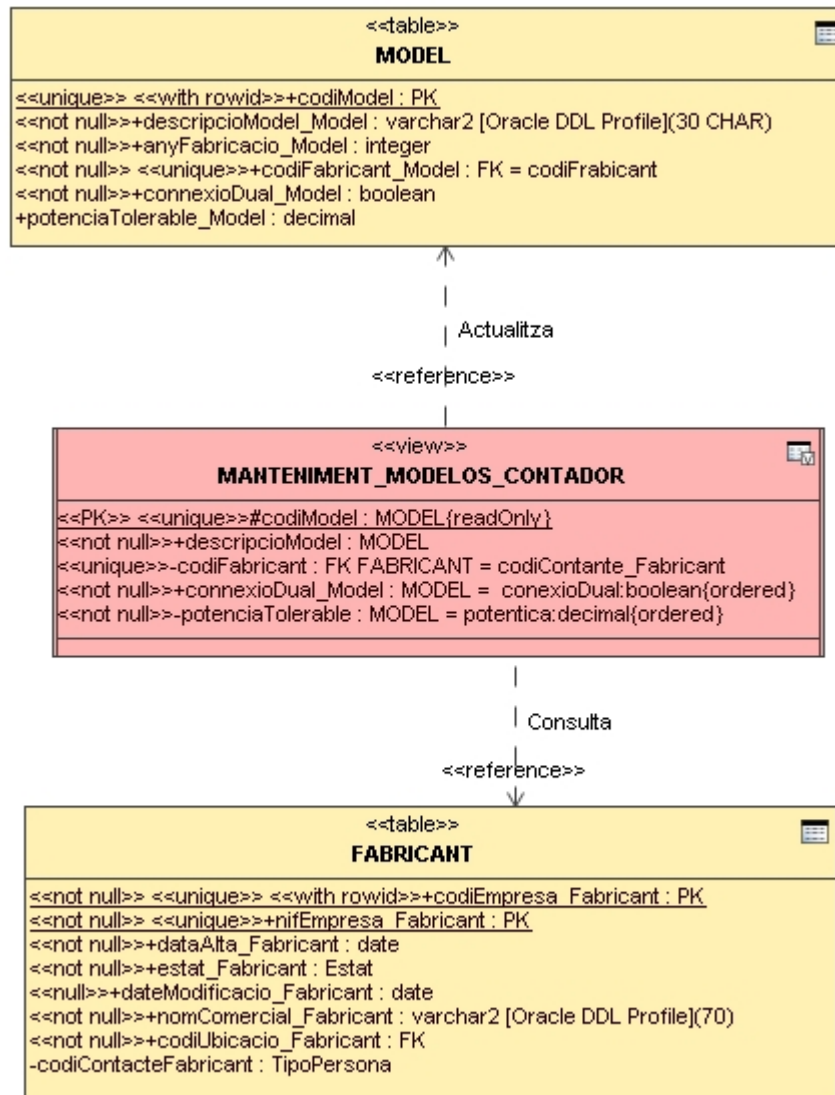 <<table>>
MODEL
<<unique>> <<with rowid>>+codiModel : PK
<<not null>>+descripcioModel_Model : varchar2 [Oracle DDL Profile](30 CHAR)
<<not null>>+anyFabricacio_Model : integer
<<not null>> <<unique>>+codiFabricant_Model : FK = codiFrabicant
<<not null>>+connexioDual_Model : boolean
+potenciaTolerable_Model : decimal
Actualitza
<<reference>>
<<view>>
MANTENIMENT_MODELOS_CONTADOR
<<PK>> <<unique>>#codiModel : MODEL{readOnly}
<<not null>>+descripcioModel : MODEL
<<unique>>-codiFabricant : FK FABRICANT = codiContante_Fabricant
<<not null>>+connexioDual_Model : MODEL = conexioDual:boolean{ordered}
<<not null>>-potenciaTolerable : MODEL = potentica:decimal{ordered}
Consulta
<<reference>>
<<table>>
FABRICANT
<<not null>> <<unique>> <<with rowid>>+codiEmpresa_Fabricant : PK
<<not null>> <<unique>>+nifEmpresa_Fabricant : PK
<<not null>>+dataAlta_Fabricant : date
<<not null>>+estat_Fabricant : Estat
<<null>>+dateModificacio_Fabricant : date
<<not null>>+nomComercial_Fabricant : varchar2 [Oracle DDL Profile](70)
<<not null>>+codiUbicacio_Fabricant : FK
-codiContacteFabricant : TipoPersona